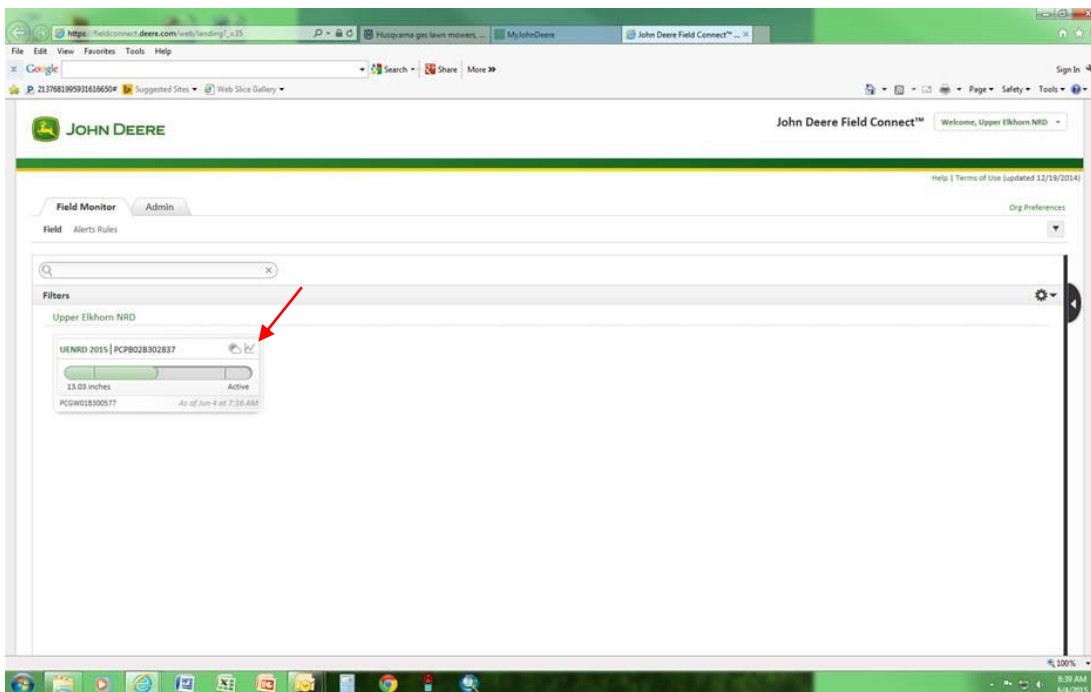 https://fieldconnect.deere.com/web/landing?_=35
Husqvarna gas lawn mowers, ...
MyJohnDeere
John Deere Field Connect™ ... ×
File Edit View Favorites Tools Help
x Google
Search
Share
More »
Sign In
Suggested Sites
Web Slice Gallery
Page
Safety
Tools
JOHN DEERE
John Deere Field Connect™
Welcome, Upper Elkhorn NRD
Help | Terms of Use (updated 12/19/2014)
Field Monitor
Admin
Org Preferences
Field
Alerts Rules
Filters
Upper Elkhorn NRD
UENRD 2015 | PCPB02B302837
13.03 inches
Active
PCGW01B300577
As of Jun 4 at 7:16 AM
100%
8:39 AM